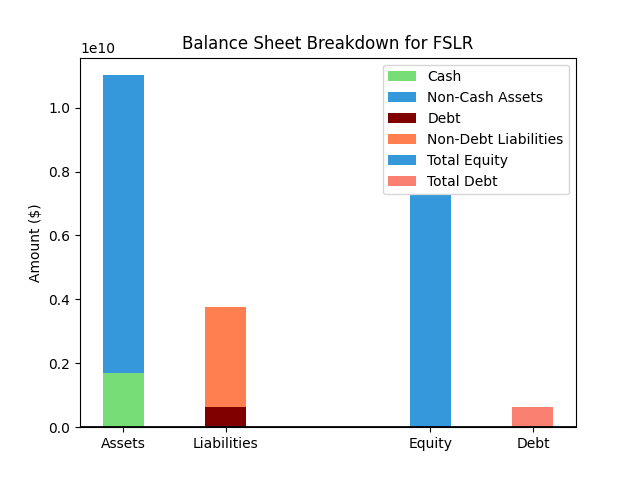 Balance Sheet Breakdown for FSLR
1e10
Cash
Non-Cash Assets
Debt
Non-Debt Liabilities
Total Equity
Total Debt
1.0
0.8
0.6
0.4
0.2
0.0
Amount ($)
Assets Liabilities Equity Debt